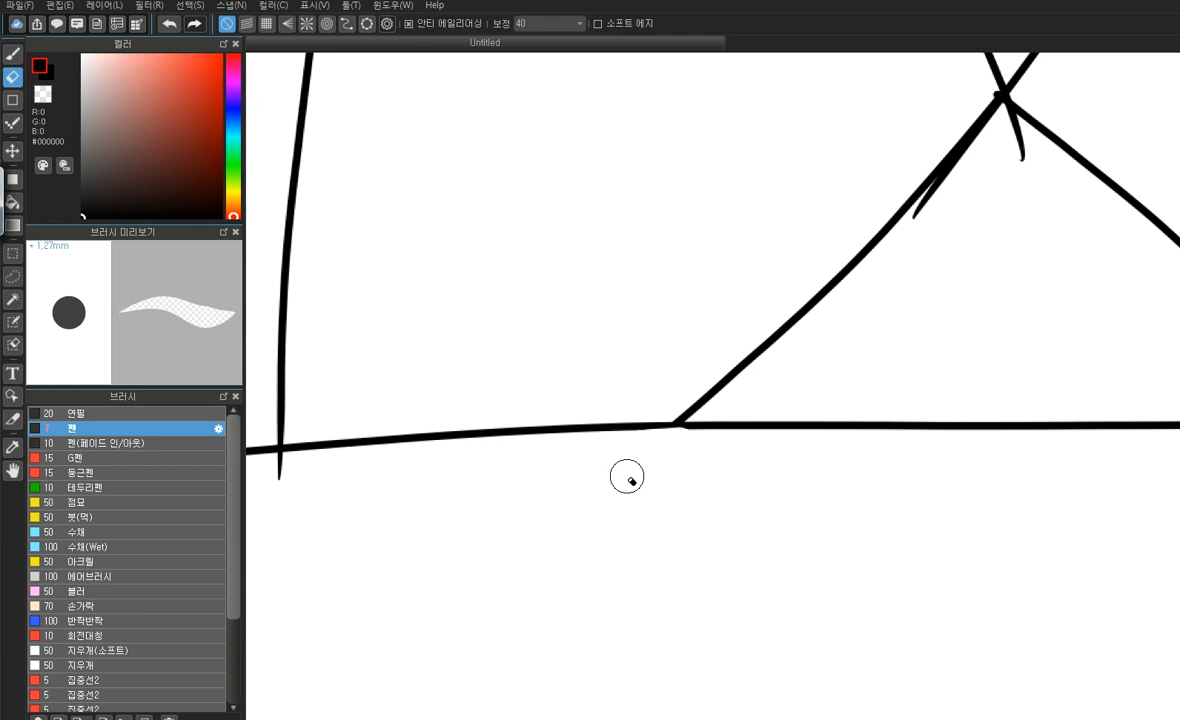 파일(F) 편집(E) 레이어(L) 필터(R) 선택(S) 스냅(N) 컬러(C) 표시(V) 툴(T) 윈도우(W) Help
안티 에일리어싱 보정 40 소프트 에지
컬러
Untitled
R:0
G:0
B:0
#000000
브러시 미리보기
* 1.27mm
브러시
20 연필
7 펜
10 펜(페이드 인/아웃)
15 G펜
15 둥근펜
10 테두리펜
50 점묘
50 붓(먹)
50 수채
100 수채(Wet)
50 아크릴
100 에어브러시
50 블러
70 손가락
100 반짝반짝
10 회전대칭
50 지우개(소프트)
50 지우개
5 집중선2
5 집중선2
5 집중선2